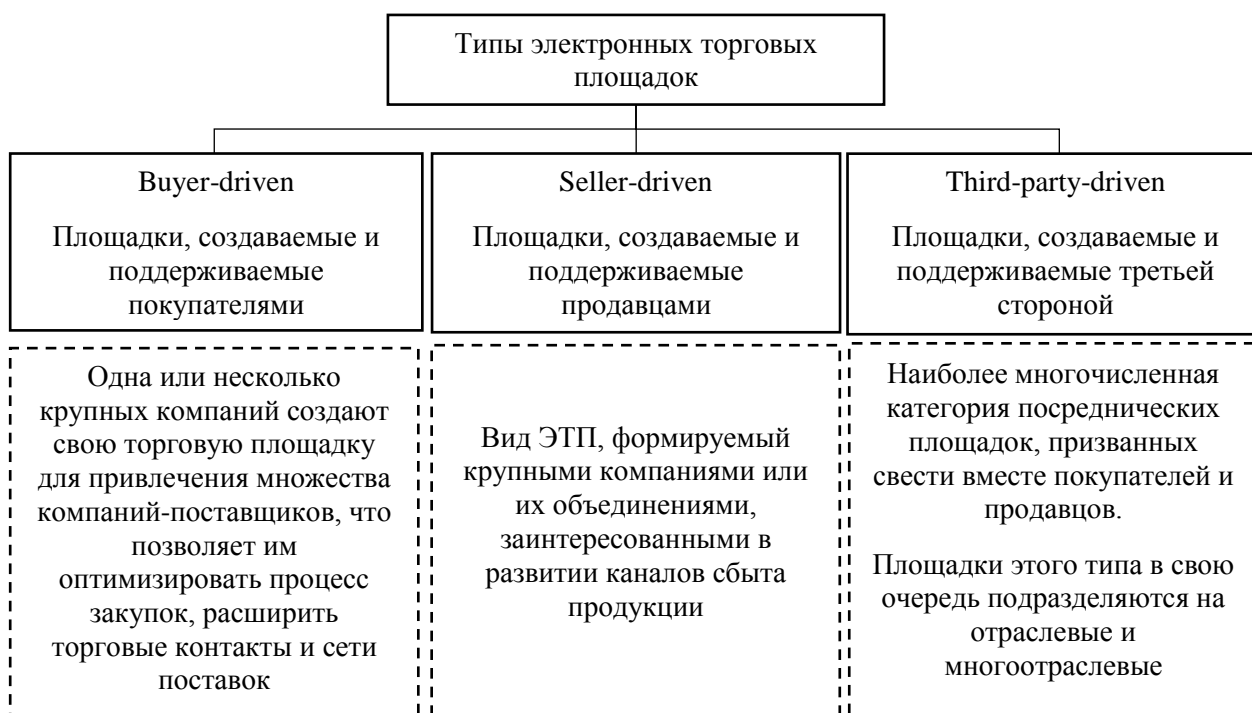 Типы электронных торговых
площадок
Buyer-driven
Площадки, создаваемые и
поддерживаемые
покупателями
Seller-driven
Площадки, создаваемые и
поддерживаемые
продавцами
Third-party-driven
Площадки, создаваемые и
поддерживаемые третьей
стороной
Одна или несколько
крупных компаний создают
свою торговую площадку
для привлечения множества
компаний-поставщиков, что
позволяет им
оптимизировать процесс
закупок, расширить
торговые контакты и сети
поставок
Вид ЭТП, формируемый
крупными компаниями или
их объединениями,
заинтересованными в
развитии каналов сбыта
продукции
Наиболее многочисленная
категория посреднических
площадок, призванных
свести вместе покупателей и
продавцов.
Площадки этого типа в свою
очередь подразделяются на
отраслевые и
многоотраслевые